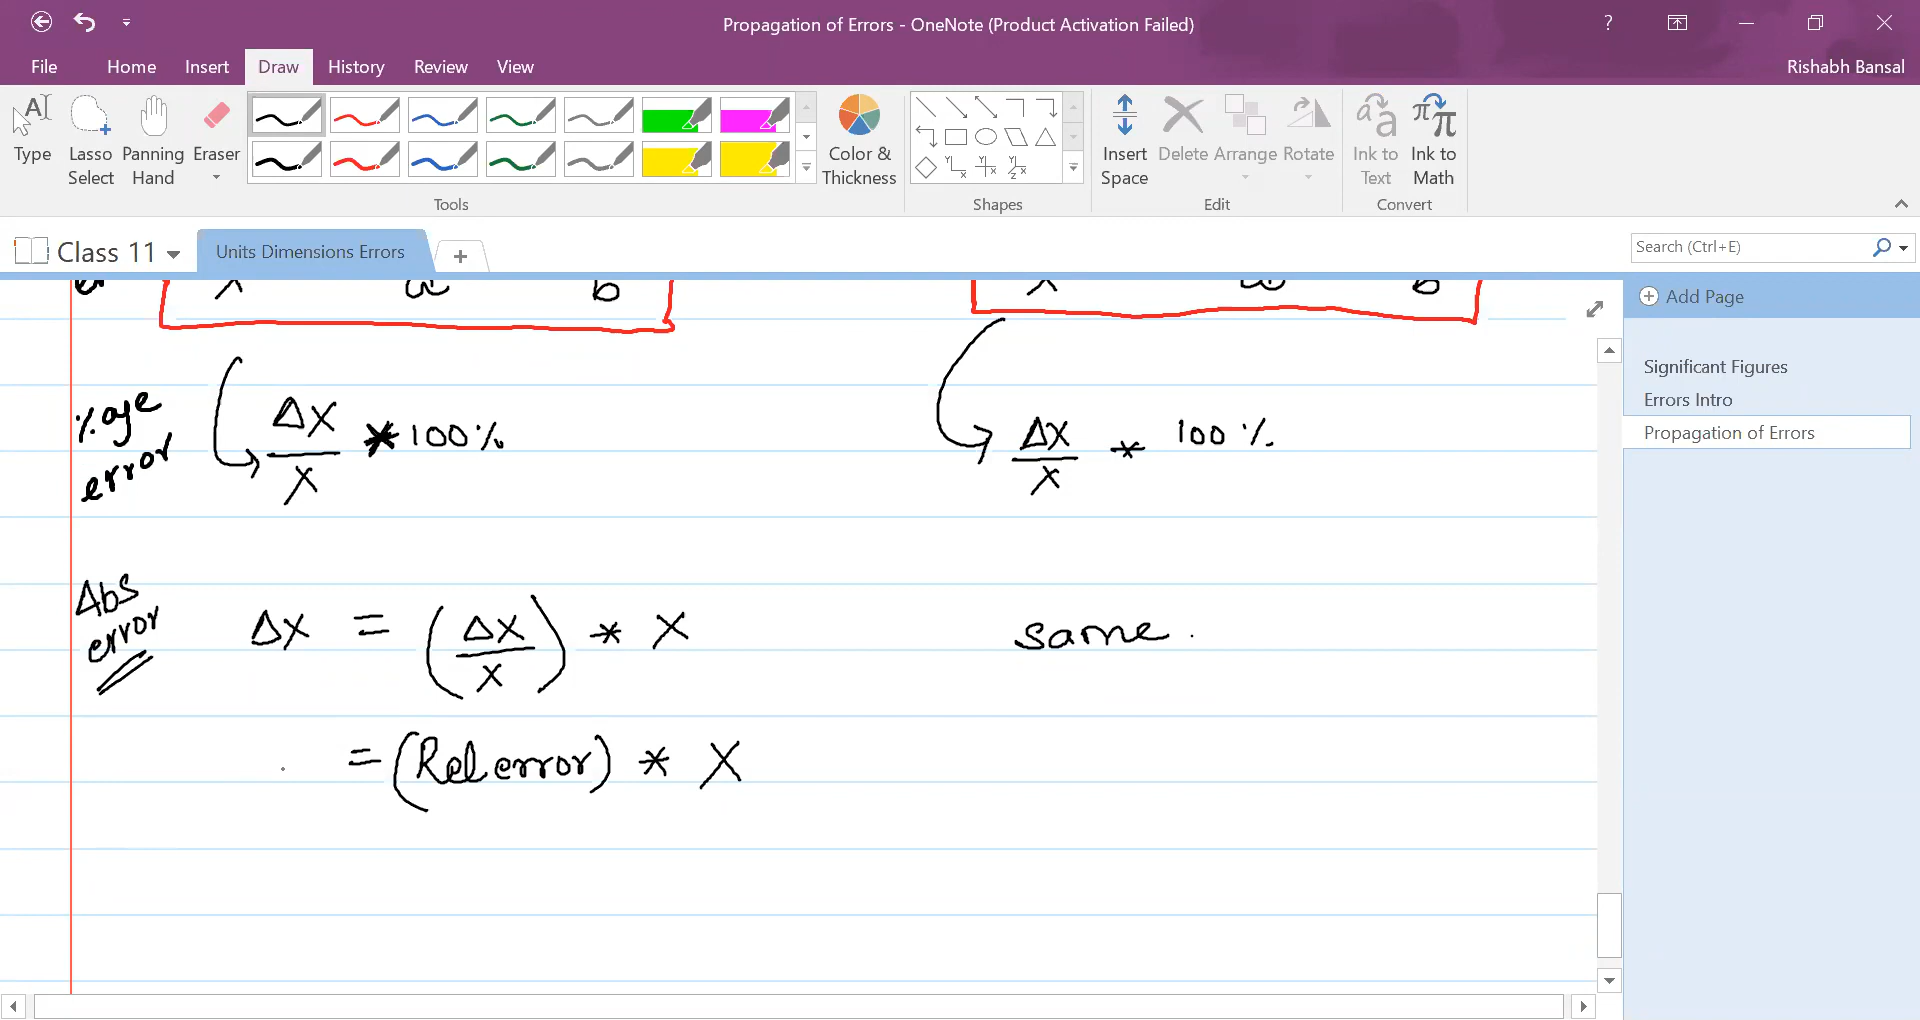 Propagation of Errors - OneNote (Product Activation Failed)
?
File Home Insert Draw History Review View
Rishabh Bansal
Type
Lasso Select
Panning Hand
Eraser
Color & Thickness
Insert Space
Delete Arrange Rotate
Ink to Text
Ink to Math
Tools
Shapes
Edit
Convert
Class 11
Units Dimensions Errors
Search (Ctrl+E)
Add Page
Significant Figures
Errors Intro
Propagation of Errors
x a b
x a b
%age error
ΔX/X * 100%
ΔX/X * 100 %
Abs error
ΔX = (ΔX/X) * X
same.
= (Rel error) * X